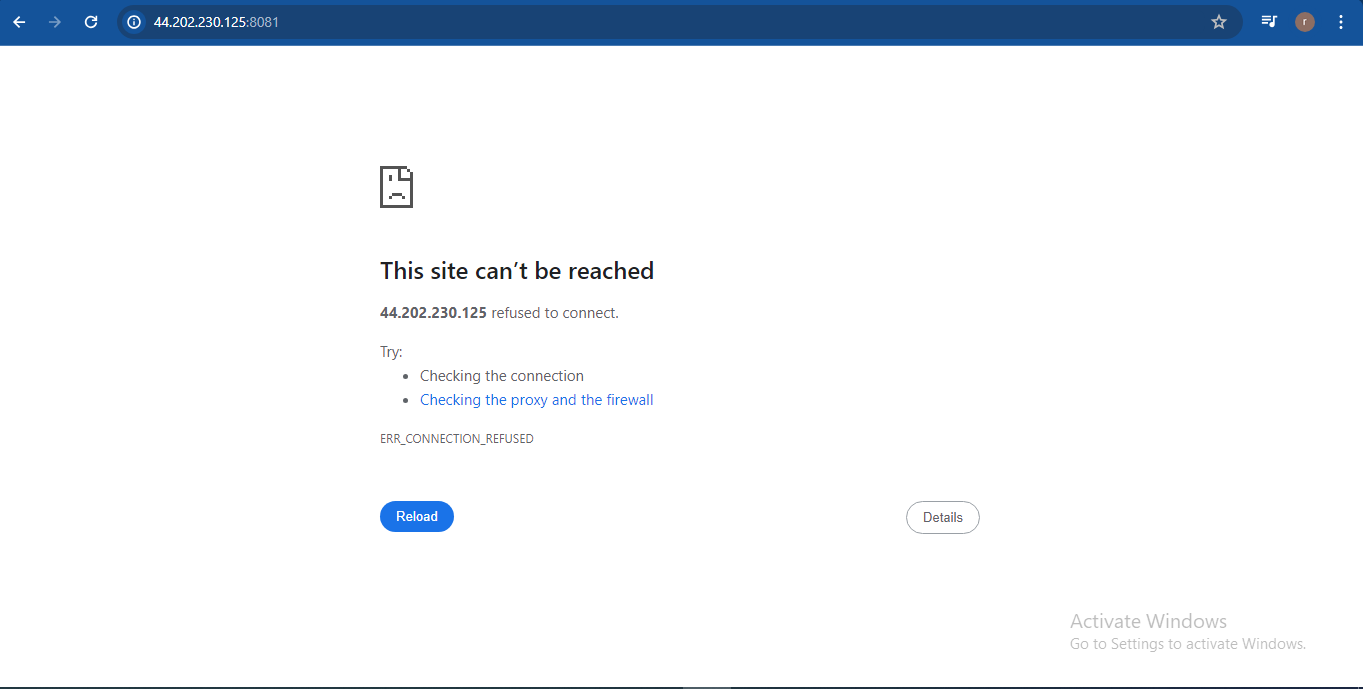 44.202.230.125:8081
r
This site can’t be reached
44.202.230.125 refused to connect.
Try:
• Checking the connection
• Checking the proxy and the firewall
ERR_CONNECTION_REFUSED
Reload
Details
Activate Windows
Go to Settings to activate Windows.